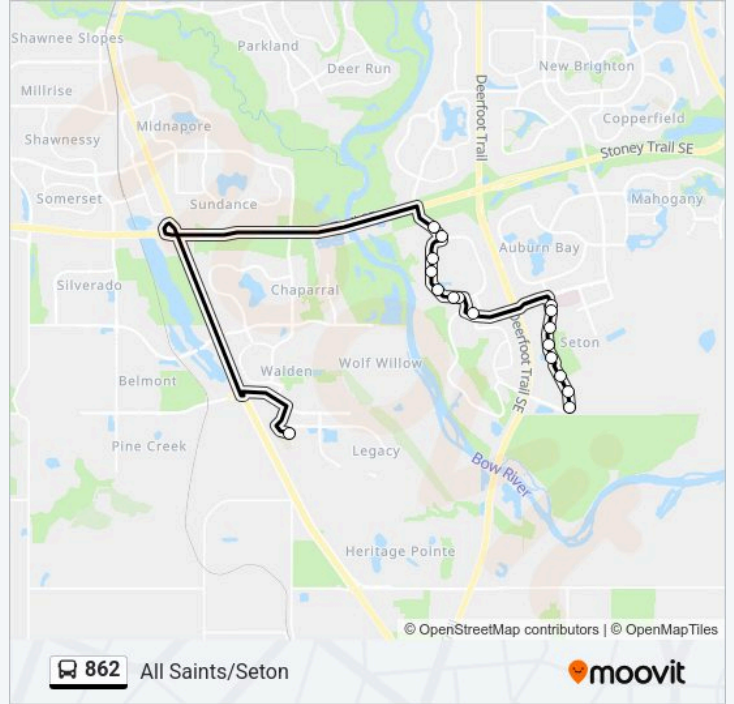 Shawnee Slopes
Parkland
Deer Run
New Brighton
Millrise
Deerfoot Trail
Midnapore
Copperfield
Shawnessy
Stoney Trail SE
Somerset
Sundance
Mahogany
Auburn Bay
Silverado
Chaparral
Deerfoot Trail SE
Seton
Wolf Willow
Walden
Belmont
Pine Creek
Legacy
Bow River
Heritage Pointe
© OpenStreetMap contributors | © OpenMapTiles
862 All Saints/Seton
moovit